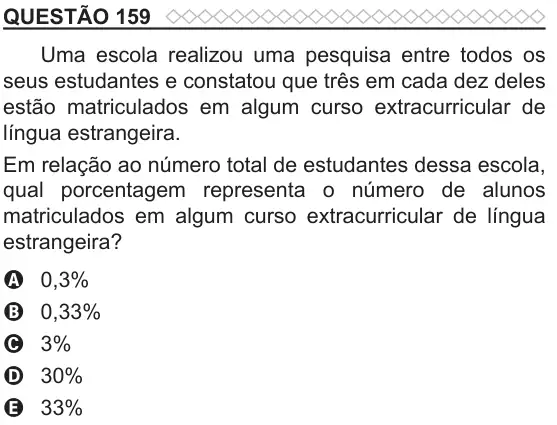 QUESTÃO 159
Uma escola realizou uma pesquisa entre todos os
seus estudantes e constatou que três em cada dez deles
estão matriculados em algum curso extracurricular de
língua estrangeira.
Em relação ao número total de estudantes dessa escola,
qual porcentagem representa o número de alunos
matriculados em algum curso extracurricular de língua
estrangeira?
A 0,3%
B 0,33%
C 3%
D 30%
E 33%